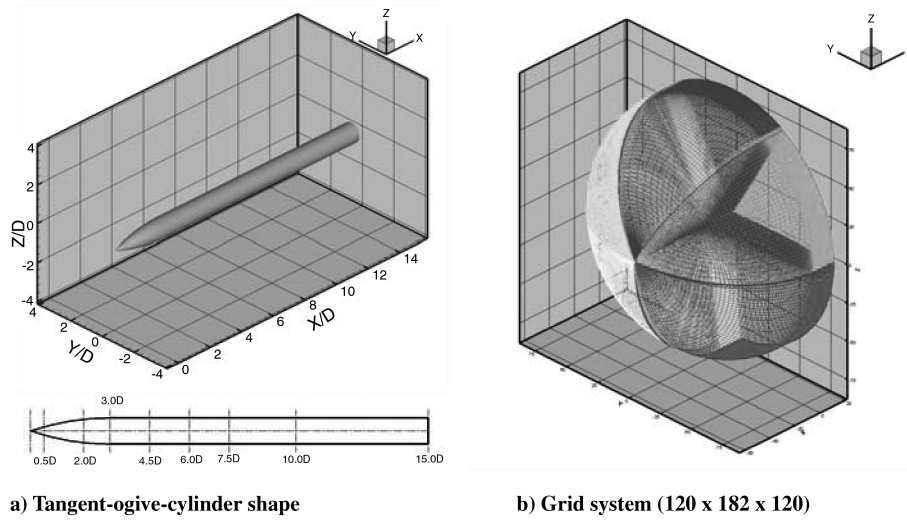 Z
Y
X
4
2
0
-2
-4
Z/D
4
2
0
-2
-4
Y/D
0
2
4
6
8
10
12
14
X/D
3.0D
0.5D 2.0D 4.5D 6.0D 7.5D 10.0D 15.0D
a) Tangent-ogive-cylinder shape
Z
Y
X
b) Grid system (120 x 182 x 120)